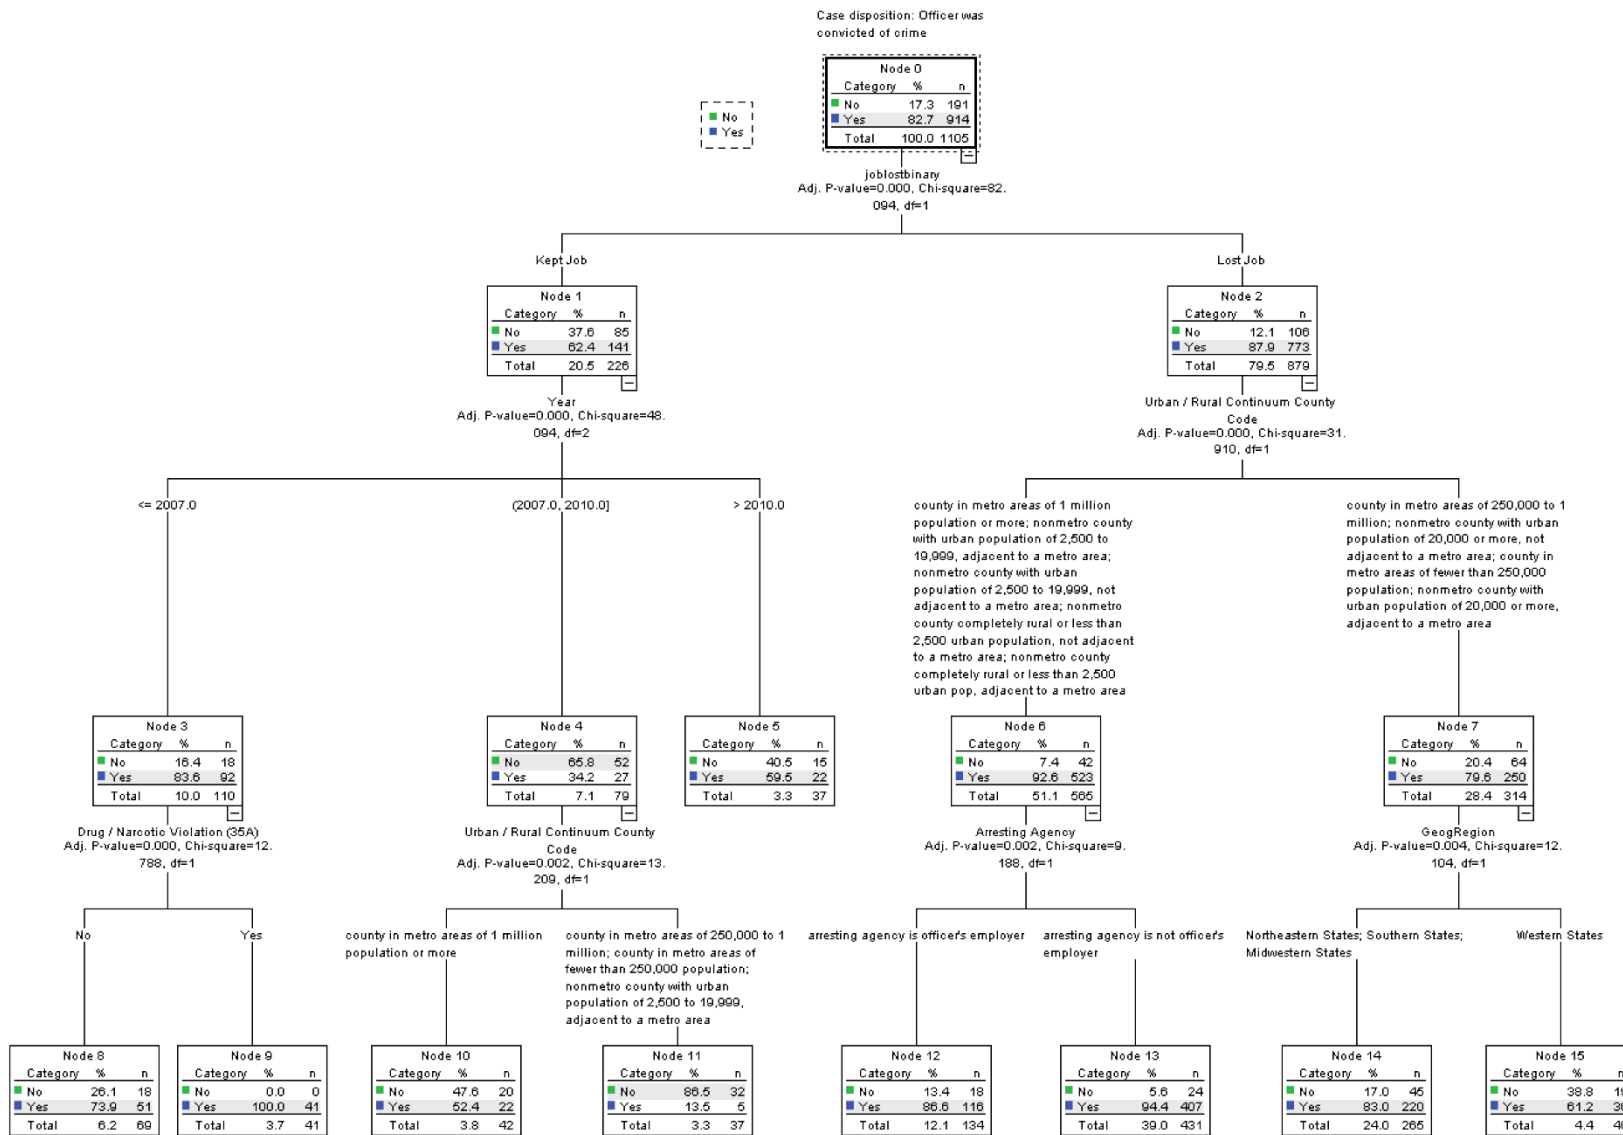 Case disposition: Officer was
convicted of crime
Node 0
Category % n
No 17.3 191
Yes 82.7 914
Total 100.0 1105
No
Yes
joblostbinary
Adj. P-value=0.000, Chi-square=82.
094, df=1
Kept Job
Lost Job
Node 1
Category % n
No 37.6 85
Yes 62.4 141
Total 20.5 226
Node 2
Category % n
No 12.1 106
Yes 87.9 773
Total 79.5 879
Year
Adj. P-value=0.000, Chi-square=48.
094, df=2
Urban / Rural Continuum County
Code
Adj. P-value=0.000, Chi-square=31.
910, df=1
<= 2007.0
(2007.0, 2010.0]
> 2010.0
county in metro areas of 1 million
population or more; nonmetro county
with urban population of 2,500 to
19,999, adjacent to a metro area;
nonmetro county with urban
population of 2,500 to 19,999, not
adjacent to a metro area; nonmetro
county completely rural or less than
2,500 urban population, not adjacent
to a metro area; nonmetro county
completely rural or less than 2,500
urban pop, adjacent to a metro area
county in metro areas of 250,000 to 1
million; nonmetro county with urban
population of 20,000 or more, not
adjacent to a metro area; county in
metro areas of fewer than 250,000
population; nonmetro county with
urban population of 20,000 or more,
adjacent to a metro area
Node 3
Category % n
No 16.4 18
Yes 83.6 92
Total 10.0 110
Node 4
Category % n
No 65.8 52
Yes 34.2 27
Total 7.1 79
Node 5
Category % n
No 40.5 15
Yes 59.5 22
Total 3.3 37
Node 6
Category % n
No 7.4 42
Yes 92.6 523
Total 51.1 565
Node 7
Category % n
No 20.4 64
Yes 79.6 250
Total 28.4 314
Drug / Narcotic Violation (35A)
Adj. P-value=0.000, Chi-square=12.
788, df=1
Urban / Rural Continuum County
Code
Adj. P-value=0.002, Chi-square=13.
209, df=1
Arresting Agency
Adj. P-value=0.002, Chi-square=9.
188, df=1
GeogRegion
Adj. P-value=0.004, Chi-square=12.
104, df=1
No
Yes
county in metro areas of 1 million
population or more
county in metro areas of 250,000 to 1
million; county in metro areas of
fewer than 250,000 population;
nonmetro county with urban
population of 2,500 to 19,999,
adjacent to a metro area
arresting agency is officer's employer
arresting agency is not officer's
employer
Northeastern States; Southern States;
Midwestern States
Western States
Node 8
Category % n
No 26.1 18
Yes 73.9 51
Total 6.2 69
Node 9
Category % n
No 0.0 0
Yes 100.0 41
Total 3.7 41
Node 10
Category % n
No 47.6 20
Yes 52.4 22
Total 3.8 42
Node 11
Category % n
No 86.5 32
Yes 13.5 5
Total 3.3 37
Node 12
Category % n
No 13.4 18
Yes 86.6 116
Total 12.1 134
Node 13
Category % n
No 5.6 24
Yes 94.4 407
Total 39.0 431
Node 14
Category % n
No 17.0 45
Yes 83.0 220
Total 24.0 265
Node 15
Category %
No 38.8
Yes 61.2
Total 4.4